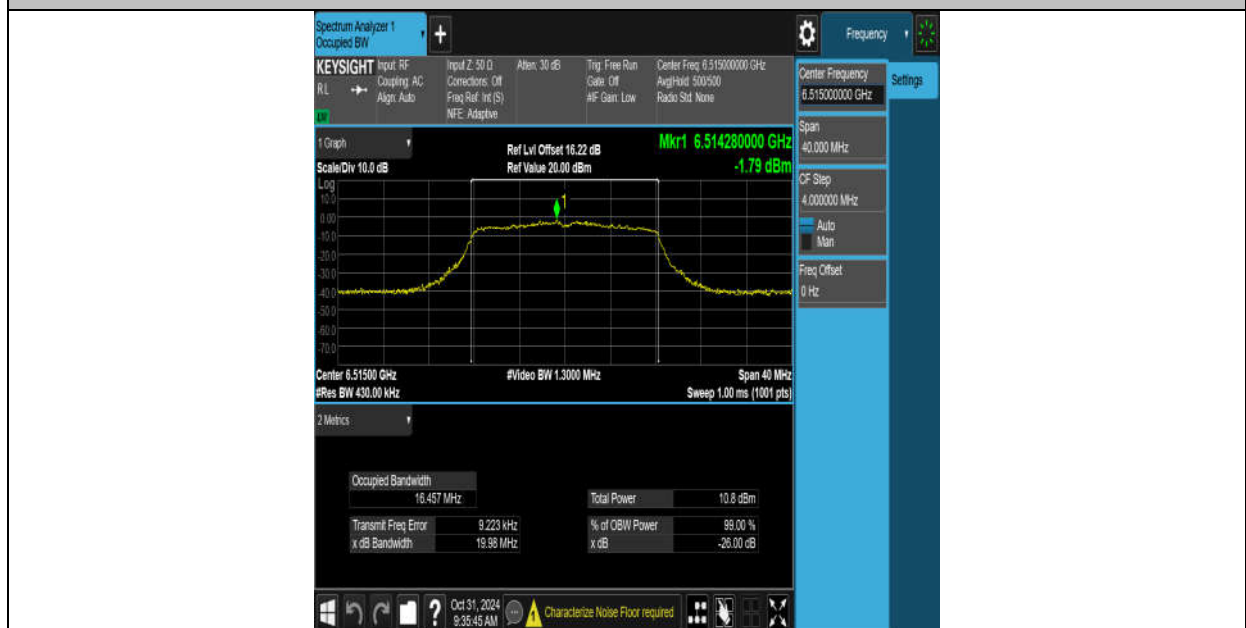 Spectrum Analyzer 1
Occupied BW
+
Frequency
KEYSIGHT
RL
LW
Input: RF
Coupling: AC
Align: Auto
Input Z: 50 Ω
Corrections: Off
Freq Ref: Int (S)
NFE: Adaptive
Atten: 30 dB
Trig: Free Run
Gate: Off
#IF Gain: Low
Center Freq: 6.515000000 GHz
Avg|Hold: 500/500
Radio Std: None
Center Frequency
6.515000000 GHz
Settings
Span
40.000 MHz
CF Step
4.000000 MHz
Auto
Man
Freq Offset
0 Hz
1 Graph
Scale/Div 10.0 dB
Ref Lvl Offset 16.22 dB
Ref Value 20.00 dBm
Mkr1 6.514280000 GHz
-1.79 dBm
Log
10.0
0.00
-10.0
-20.0
-30.0
-40.0
-50.0
-60.0
-70.0
1
Center 6.51500 GHz
#Res BW 430.00 kHz
#Video BW 1.3000 MHz
Span 40 MHz
Sweep 1.00 ms (1001 pts)
2 Metrics
Occupied Bandwidth
16.457 MHz
Total Power 10.8 dBm
Transmit Freq Error 9.223 kHz
% of OBW Power 99.00 %
x dB Bandwidth 19.98 MHz
x dB -26.00 dB
?
Oct 31, 2024
9:35:45 AM
Characterize Noise Floor required